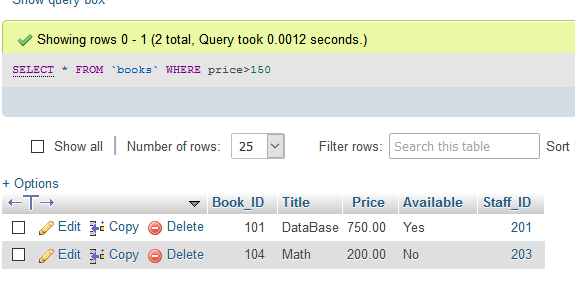 Show query box
Showing rows 0 - 1 (2 total, Query took 0.0012 seconds.)
SELECT * FROM `books` WHERE price>150
Show all Number of rows: 25 Filter rows: Search this table Sort
+ Options
←T→ Book_ID Title Price Available Staff_ID
Edit Copy Delete 101 DataBase 750.00 Yes 201
Edit Copy Delete 104 Math 200.00 No 203